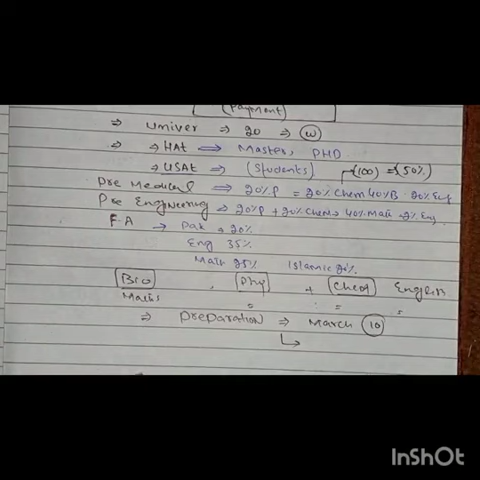 (Payment)
⇒ univer ⇒ 20 ⇒ (w)
⇒ → HAt ⇔ Master, PHD
→ USAt ⇒ (Students) (100) ⇒ (50%)
Pre Medical ⇒ 20% P = 20% Chem 40% B 20% Eng
Pre Engineering ⇒ 20% P + 20% Chem 40% Math Eng
F.A → Pak 20%
Eng 35%
Math 25% Islamic 20%
Bio , Phy + Chem English
Maths = = =
⇒ preparation ⇒ March (10)
InShOt